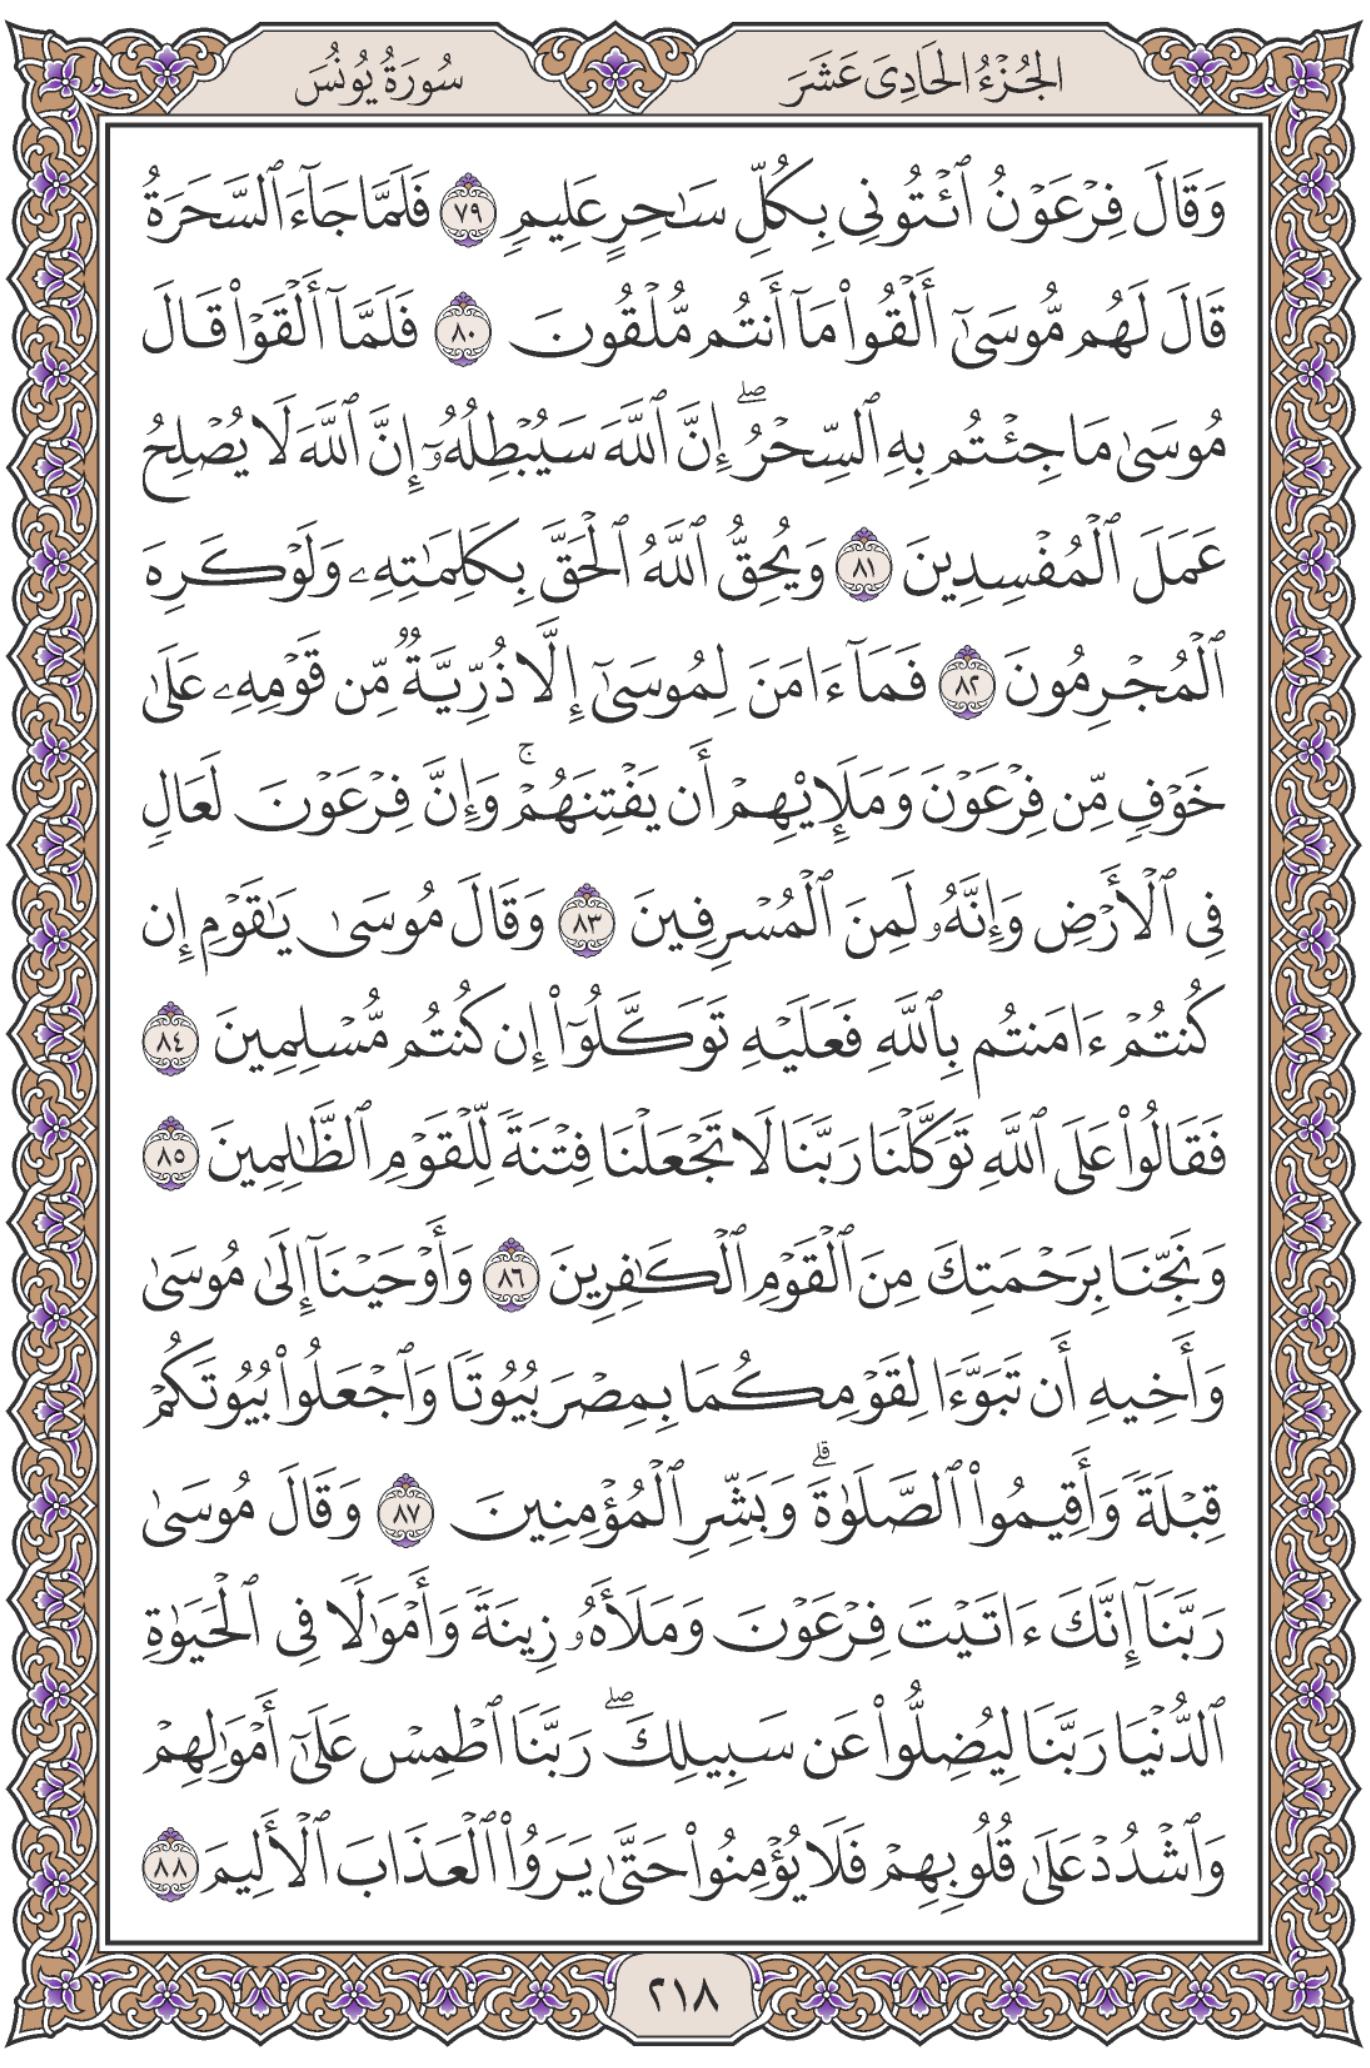 الجُزْءُ الحَادِيَ عَشَرَ
سُورَةُ يُونُسَ
وَقَالَ فِرْعَوْنُ ٱئْتُونِى بِكُلِّ سَٰحِرٍ عَلِيمٍ ٧٩ فَلَمَّا جَآءَ ٱلسَّحَرَةُ
قَالَ لَهُم مُّوسَىٰٓ أَلْقُوا۟ مَآ أَنتُم مُّلْقُونَ ٨٠ فَلَمَّآ أَلْقَوْا۟ قَالَ
مُوسَىٰ مَا جِئْتُم بِهِ ٱلسِّحْرُ ۖ إِنَّ ٱللَّهَ سَيُبْطِلُهُۥٓ إِنَّ ٱللَّهَ لَا يُصْلِحُ
عَمَلَ ٱلْمُفْسِدِينَ ٨١ وَيُحِقُّ ٱللَّهُ ٱلْحَقَّ بِكَلِمَٰتِهِۦ وَلَوْ كَرِهَ
ٱلْمُجْرِمُونَ ٨٢ فَمَآ ءَامَنَ لِمُوسَىٰٓ إِلَّا ذُرِّيَّةٌ مِّن قَوْمِهِۦ عَلَىٰ
خَوْفٍ مِّن فِرْعَوْنَ وَمَلَإِي۟هِمْ أَن يَفْتِنَهُمْ ۚ وَإِنَّ فِرْعَوْنَ لَعَالٍ
فِى ٱلْأَرْضِ وَإِنَّهُۥ لَمِنَ ٱلْمُسْرِفِينَ ٨٣ وَقَالَ مُوسَىٰ يَٰقَوْمِ إِن
كُنتُمْ ءَامَنتُم بِٱللَّهِ فَعَلَيْهِ تَوَكَّلُوٓا۟ إِن كُنتُم مُّسْلِمِينَ ٨٤
فَقَالُوا۟ عَلَى ٱللَّهِ تَوَكَّلْنَا رَبَّنَا لَا تَجْعَلْنَا فِتْنَةً لِّلْقَوْمِ ٱلظَّٰلِمِينَ ٨٥
وَنَجِّنَا بِرَحْمَتِكَ مِنَ ٱلْقَوْمِ ٱلْكَٰفِرِينَ ٨٦ وَأَوْحَيْنَآ إِلَىٰ مُوسَىٰ
وَأَخِيهِ أَن تَبَوَّءَا لِقَوْمِكُمَا بِمِصْرَ بُيُوتًا وَٱجْعَلُوا۟ بُيُوتَكُمْ
قِبْلَةً وَأَقِيمُوا۟ ٱلصَّلَوٰةَ ۗ وَبَشِّرِ ٱلْمُؤْمِنِينَ ٨٧ وَقَالَ مُوسَىٰ
رَبَّنَآ إِنَّكَ ءَاتَيْتَ فِرْعَوْنَ وَمَلَأَهُۥ زِينَةً وَأَمْوَٰلًا فِى ٱلْحَيَوٰةِ
ٱلدُّنْيَا رَبَّنَا لِيُضِلُّوا۟ عَن سَبِيلِكَ ۖ رَبَّنَا ٱطْمِسْ عَلَىٰٓ أَمْوَٰلِهِمْ
وَٱشْدُدْ عَلَىٰ قُلُوبِهِمْ فَلَا يُؤْمِنُوا۟ حَتَّىٰ يَرَوُا۟ ٱلْعَذَابَ ٱلْأَلِيمَ ٨٨
٢١٨